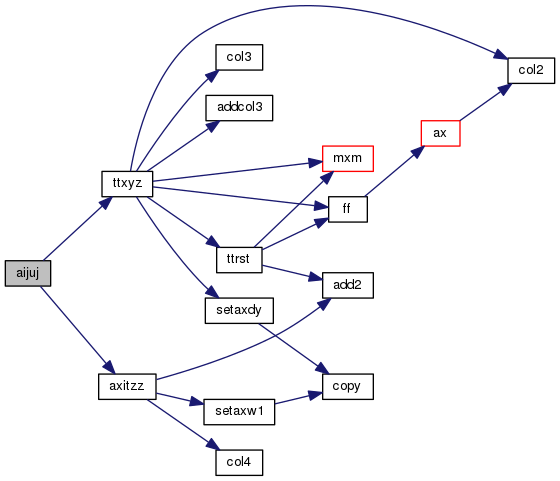 col3
col2
addcol3
ax
mxm
ttxyz
ff
ttrst
aijuj
add2
setaxdy
axitzz
copy
setaxw1
col4